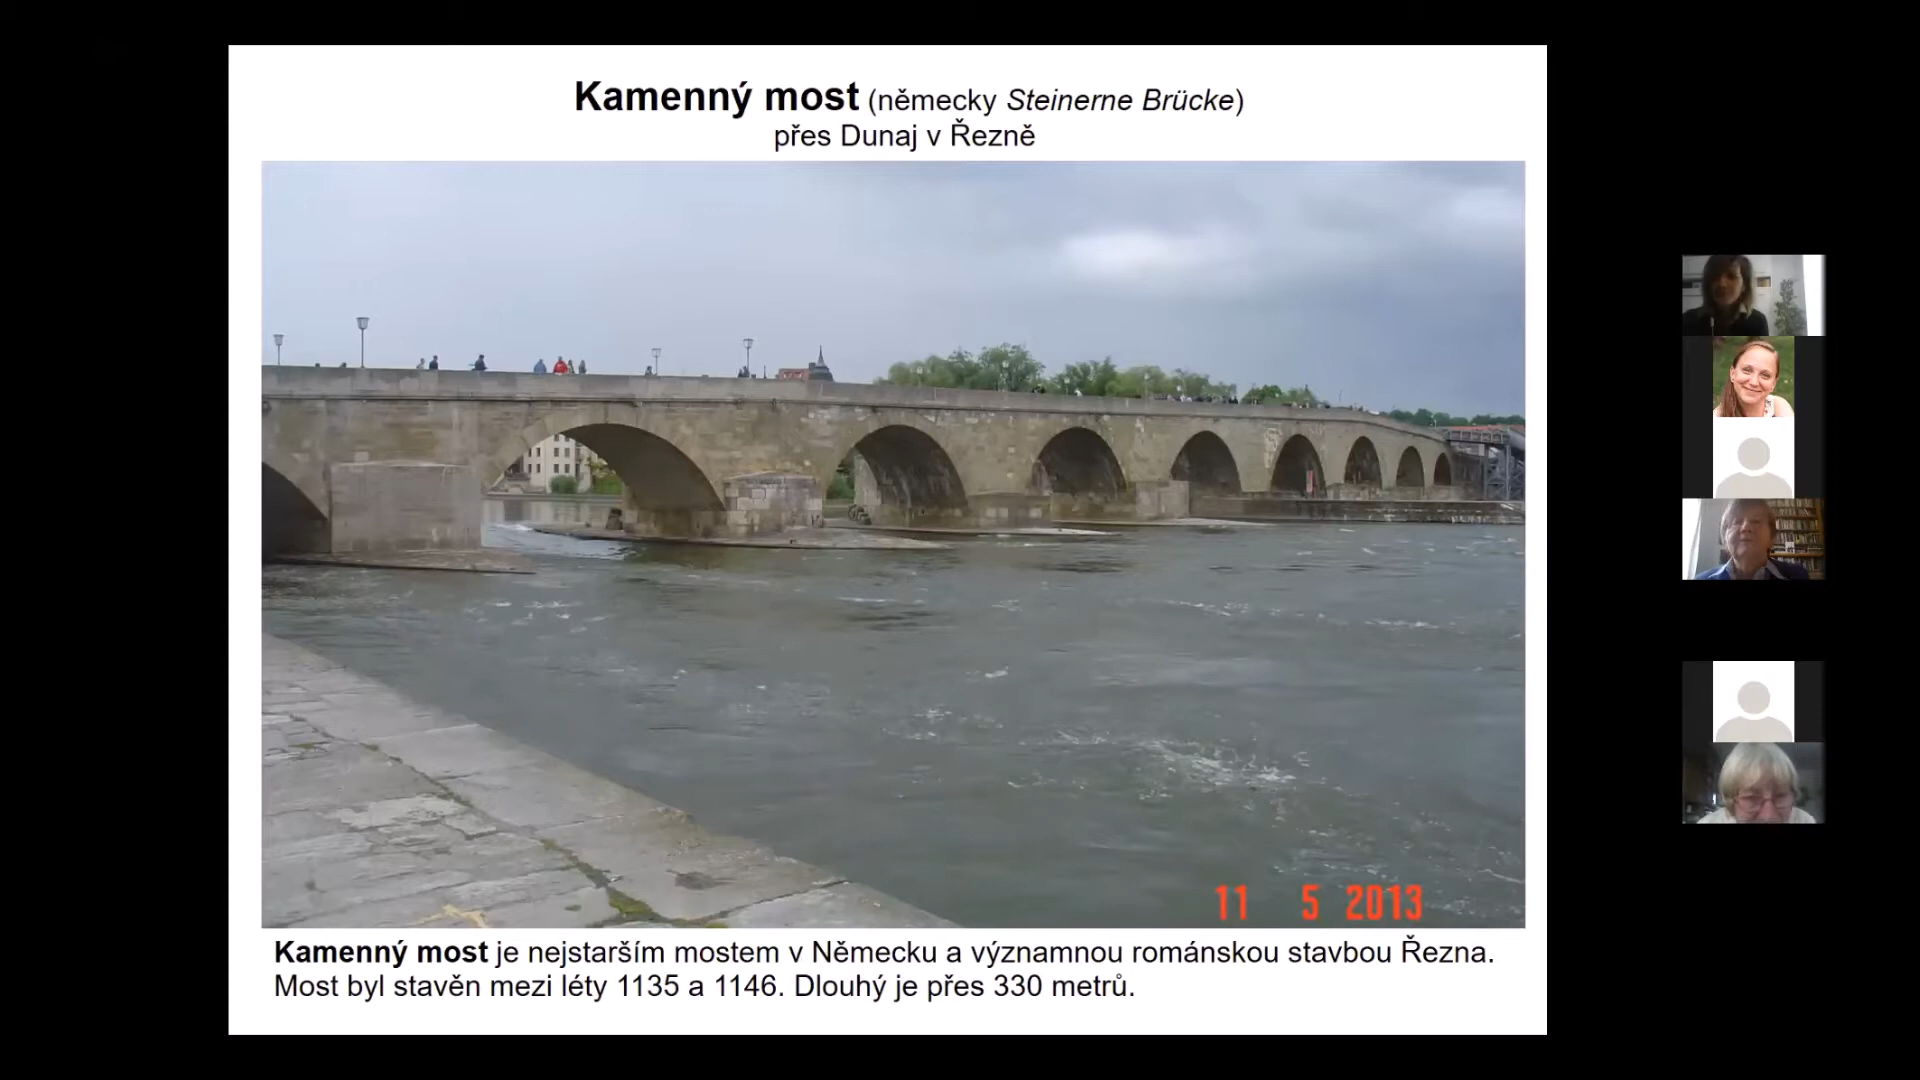 Kamenný most (německy Steinerne Brücke)
přes Dunaj v Řezně
11 5 2013
Kamenný most je nejstarším mostem v Německu a významnou románskou stavbou Řezna.
Most byl stavěn mezi léty 1135 a 1146. Dlouhý je přes 330 metrů.